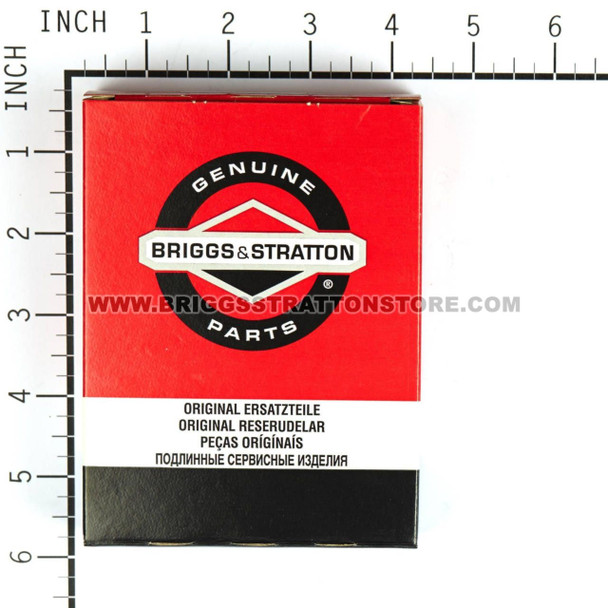 INCH 1 2 3 4 5 6
INCH
1
2
3
4
5
6
GENUINE
BRIGGS&STRATTON
®
PARTS
WWW.BRIGGSSTRATTONSTORE.COM
ORIGINAL ERSATZTEILE
ORIGINAL RESERUDELAR
PEÇAS ORÍGÍNAÍS
ПОДЛИННЫЕ СЕРВИСНЫЕ ИЗДЕЛИЯ